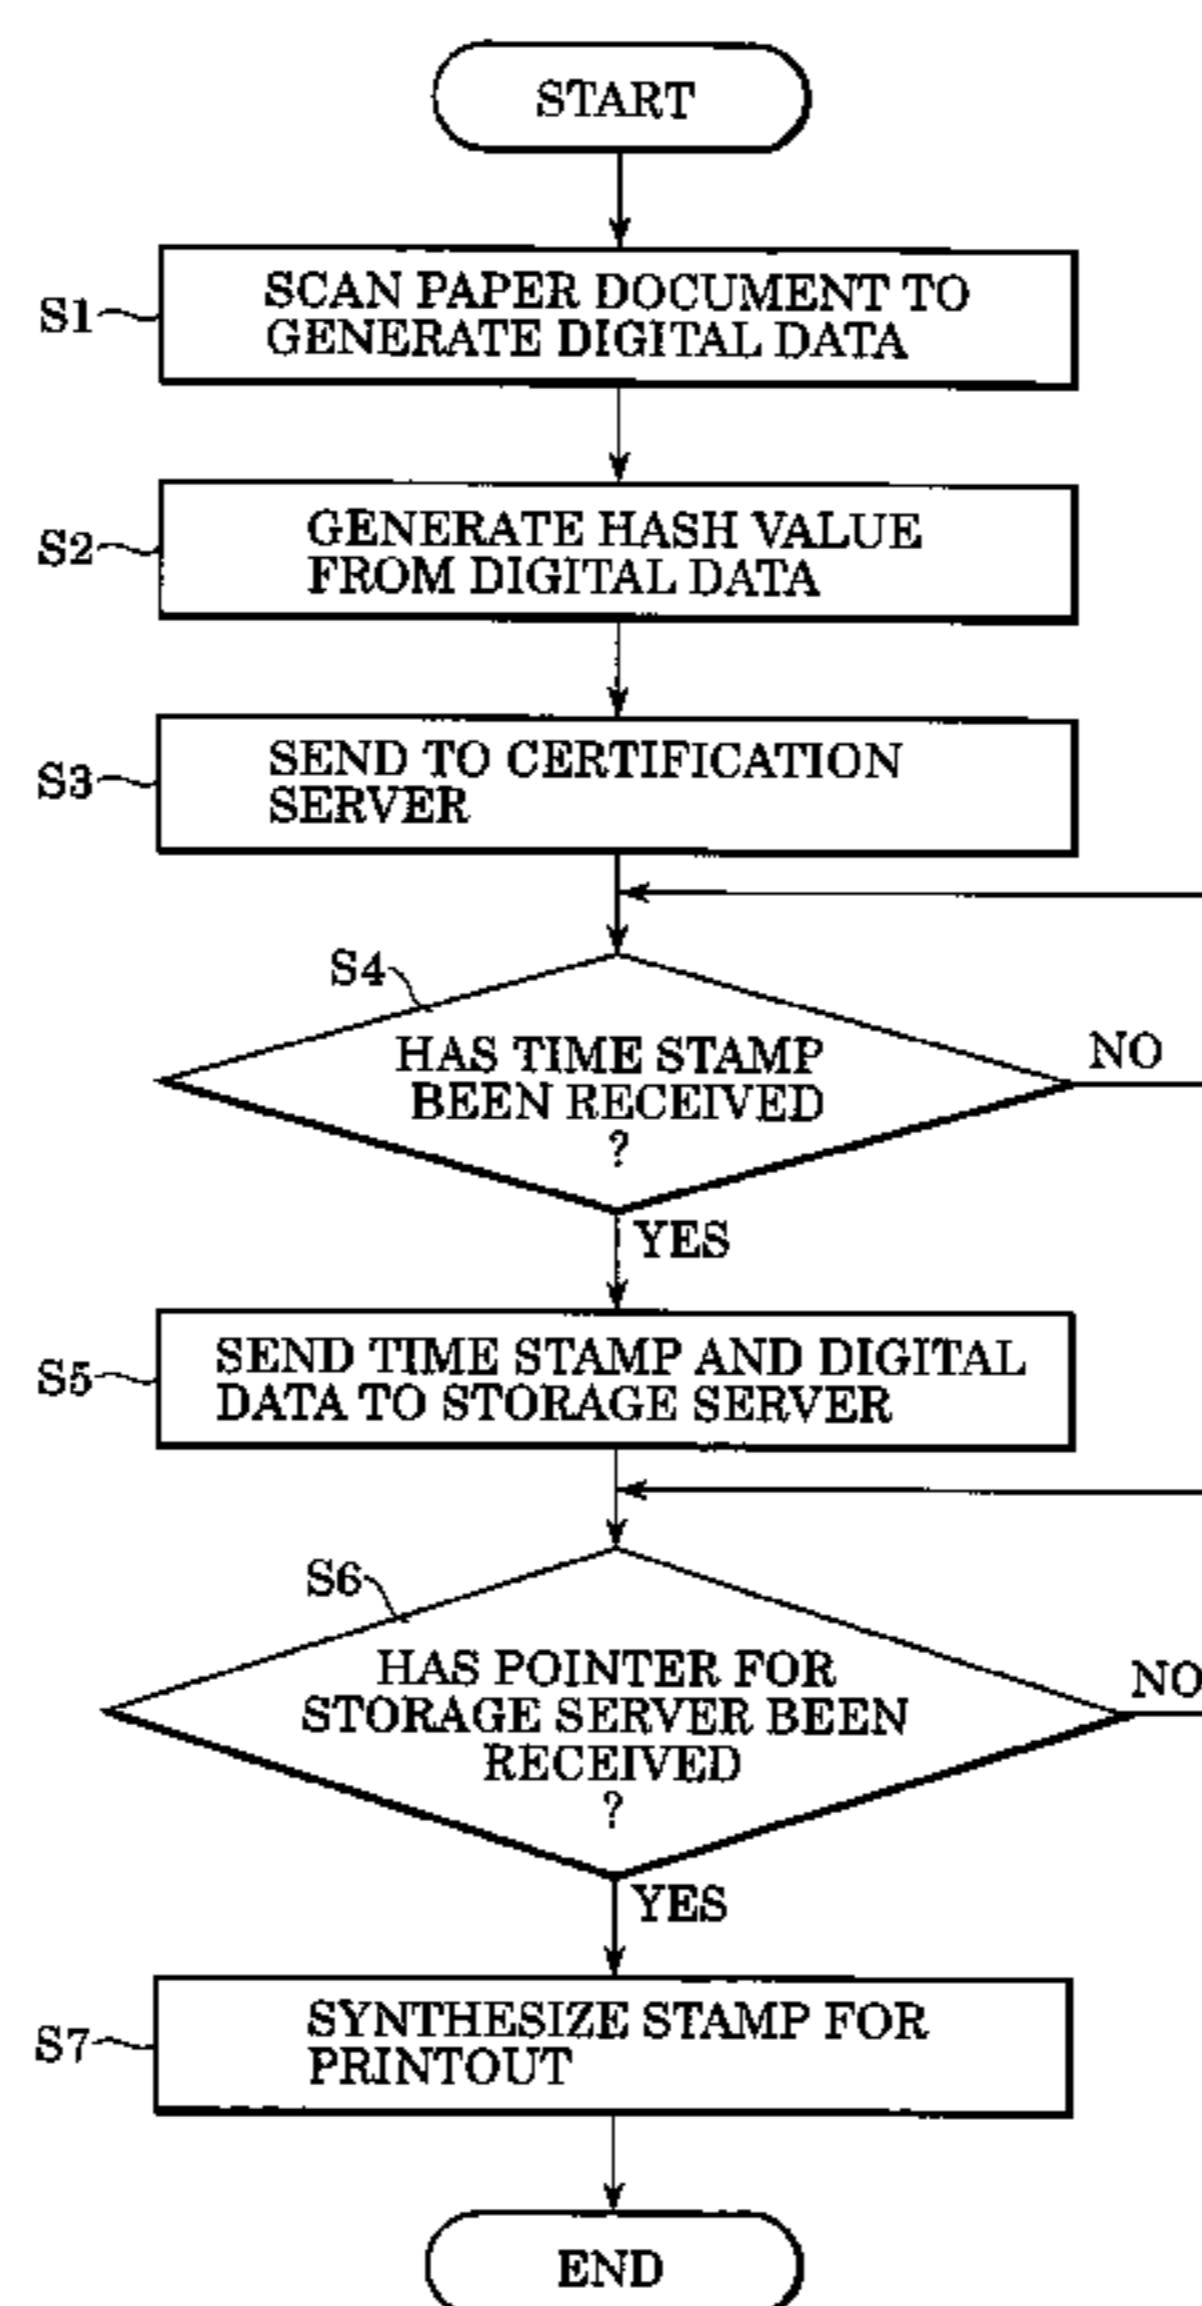 START
S1
SCAN PAPER DOCUMENT TO
GENERATE DIGITAL DATA
S2
GENERATE HASH VALUE
FROM DIGITAL DATA
S3
SEND TO CERTIFICATION
SERVER
S4
HAS TIME STAMP
BEEN RECEIVED
?
NO
YES
S5
SEND TIME STAMP AND DIGITAL
DATA TO STORAGE SERVER
S6
HAS POINTER FOR
STORAGE SERVER BEEN
RECEIVED
?
NO
YES
S7
SYNTHESIZE STAMP FOR
PRINTOUT
END